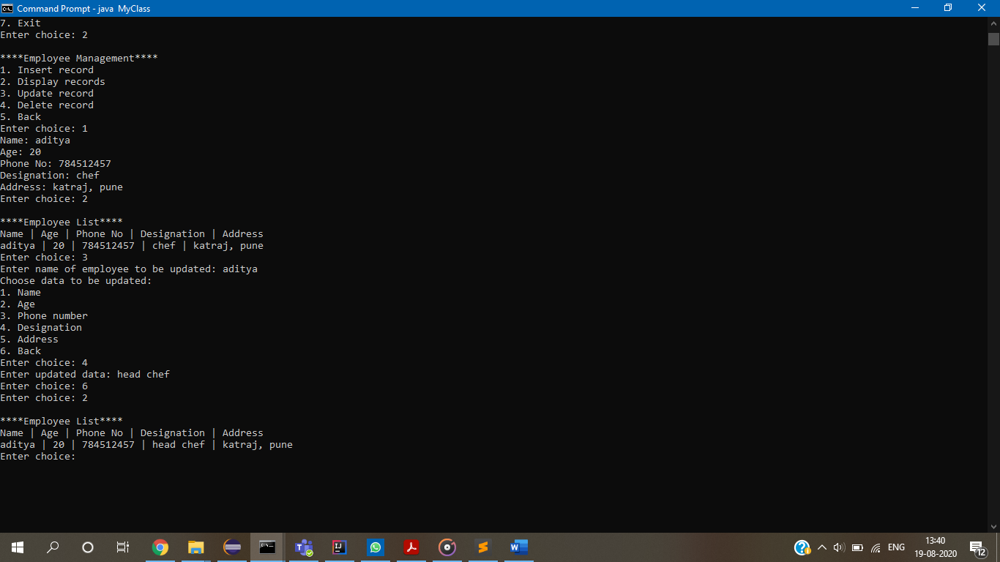 Command Prompt - java  MyClass
7. Exit
Enter choice: 2
****Employee Management****
1. Insert record
2. Display records
3. Update record
4. Delete record
5. Back
Enter choice: 1
Name: aditya
Age: 20
Phone No: 784512457
Designation: chef
Address: katraj, pune
Enter choice: 2
****Employee List****
Name | Age | Phone No | Designation | Address
aditya | 20 | 784512457 | chef | katraj, pune
Enter choice: 3
Enter name of employee to be updated: aditya
Choose data to be updated:
1. Name
2. Age
3. Phone number
4. Designation
5. Address
6. Back
Enter choice: 4
Enter updated data: head chef
Enter choice: 6
Enter choice: 2
****Employee List****
Name | Age | Phone No | Designation | Address
aditya | 20 | 784512457 | head chef | katraj, pune
Enter choice:
ENG
13:40
19-08-2020
12